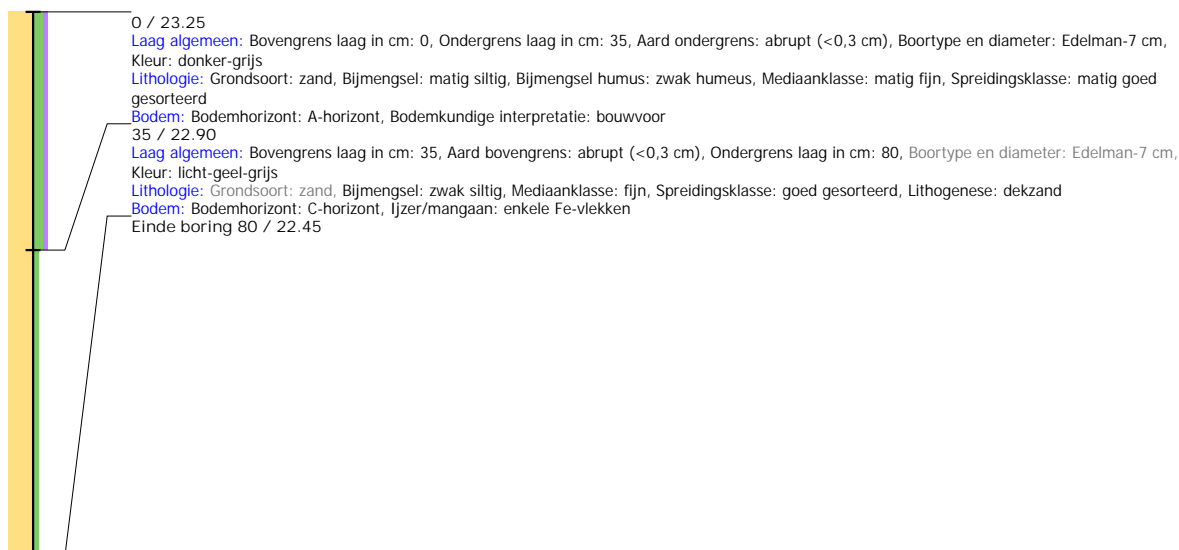 0 / 23.25
Laag algemeen: Bovengrens laag in cm: 0, Ondergrens laag in cm: 35, Aard ondergrens: abrupt (<0,3 cm), Boortype en diameter: Edelman-7 cm,
Kleur: donker-grijs
Lithologie: Grondsoort: zand, Bijmengsel: matig siltig, Bijmengsel humus: zwak humeus, Mediaanklasse: matig fijn, Spreidingsklasse: matig goed
gesorteerd
Bodem: Bodemhorizont: A-horizont, Bodemkundige interpretatie: bouwvoor
35 / 22.90
Laag algemeen: Bovengrens laag in cm: 35, Aard bovengrens: abrupt (<0,3 cm), Ondergrens laag in cm: 80, Boortype en diameter: Edelman-7 cm,
Kleur: licht-geel-grijs
Lithologie: Grondsoort: zand, Bijmengsel: zwak siltig, Mediaanklasse: fijn, Spreidingsklasse: goed gesorteerd, Lithogenese: dekzand
Bodem: Bodemhorizont: C-horizont, Ijzer/mangaan: enkele Fe-vlekken
Einde boring 80 / 22.45